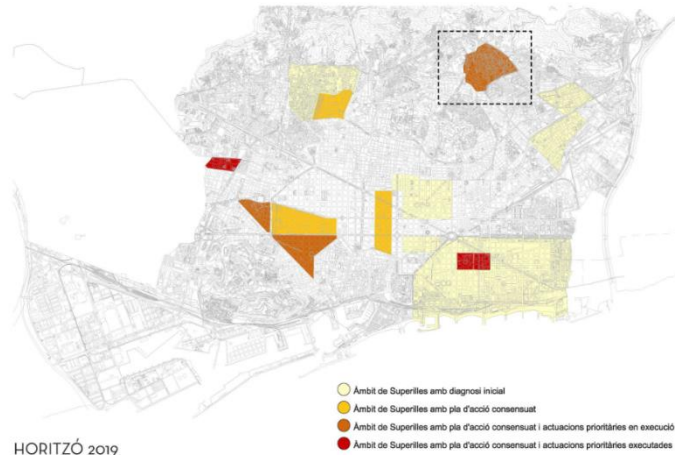 Àmbit de Superilles amb diagnosi inicial
Àmbit de Superilles amb pla d'acció consensuat
Àmbit de Superilles amb pla d'acció consensuat i actuacions prioritàries en execució
Àmbit de Superilles amb pla d'acció consensuat i actuacions prioritàries executades
HORITZÓ 2019